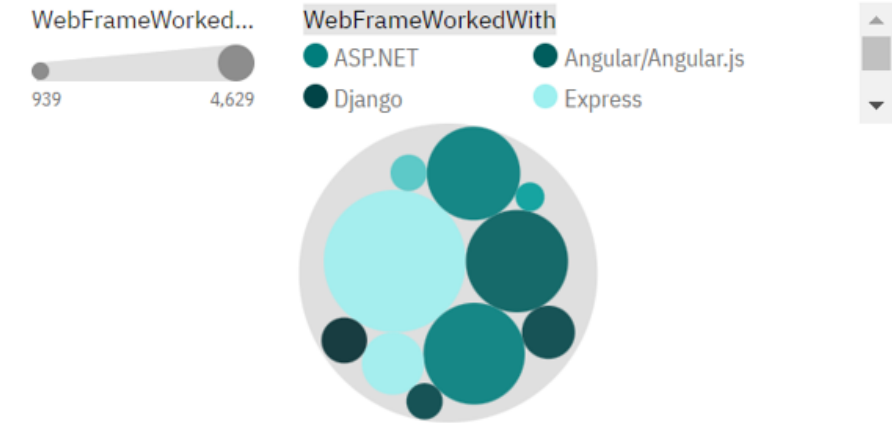 WebFrameWorked...
939 4,629
WebFrameWorkedWith
ASP.NET Angular/Angular.js
Django Express